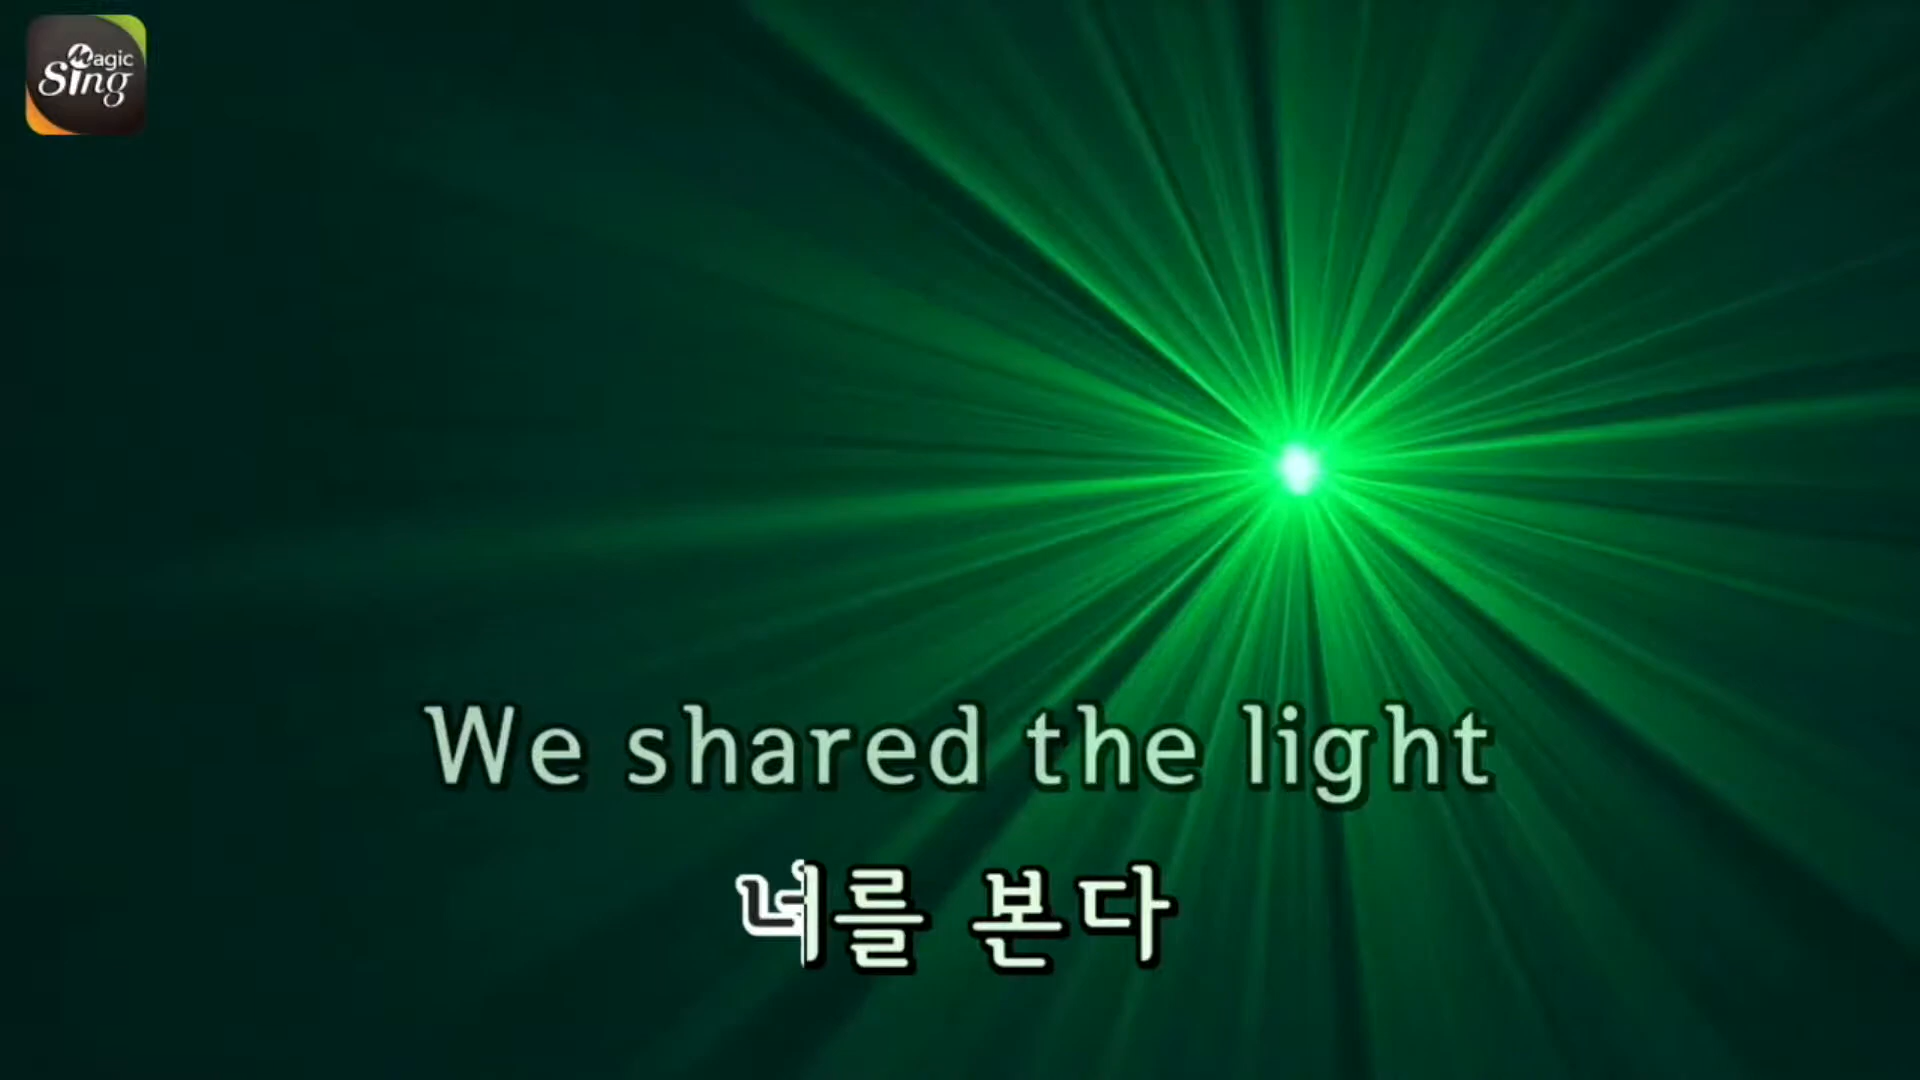 Magic
Sing
We shared the light
너를 본다